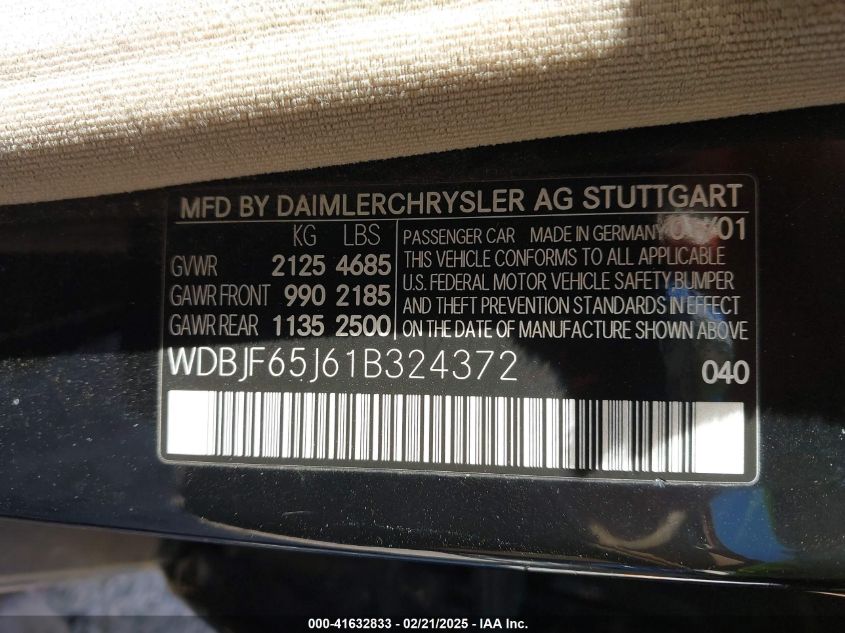 MFD BY DAIMLERCHRYSLER AG STUTTGART
KG LBS
GVWR 2125 4685
GAWR FRONT 990 2185
GAWR REAR 1135 2500
PASSENGER CAR MADE IN GERMANY
THIS VEHICLE CONFORMS TO ALL APPLICABLE
U.S. FEDERAL MOTOR VEHICLE SAFETY BUMPER
AND THEFT PREVENTION STANDARDS IN EFFECT
ON THE DATE OF MANUFACTURE SHOWN ABOVE
WDBJF65J61B324372 040
000-41632833 / 02/21/2025 - IAA Inc.